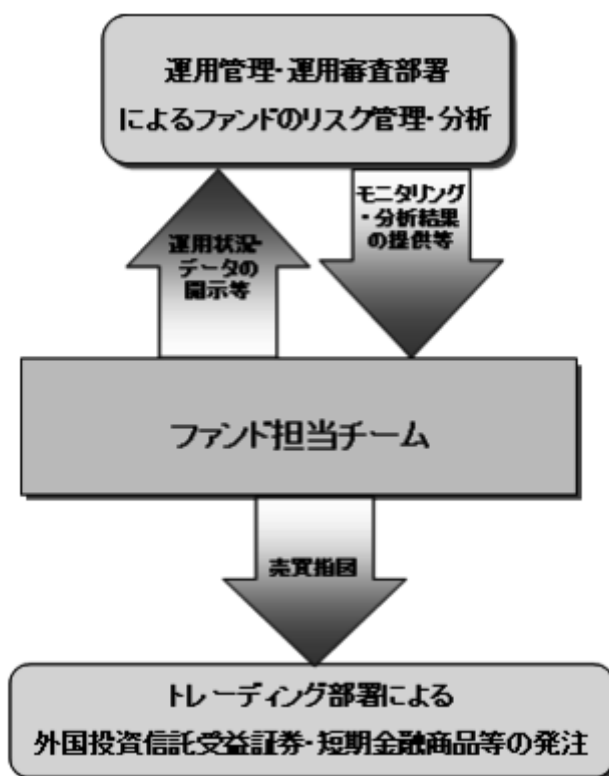 運用管理・運用審査部署
によるファンドのリスク管理・分析
運用状況・
データの
開示等
モニタリング
・分析結果
の提供等
ファンド担当チーム
売買指図
トレーディング部署による
外国投資信託受益証券・短期金融商品等の発注